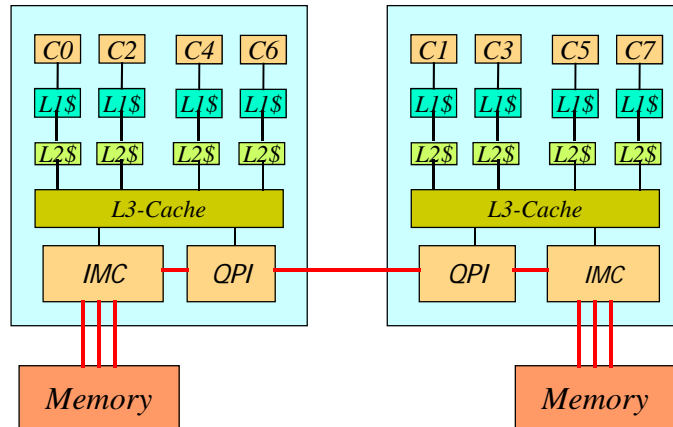 C0 C2 C4 C6 C1 C3 C5 C7
L1$ L1$ L1$ L1$ L1$ L1$ L1$ L1$
L2$ L2$ L2$ L2$ L2$ L2$ L2$ L2$
L3-Cache L3-Cache
IMC QPI QPI IMC
Memory Memory